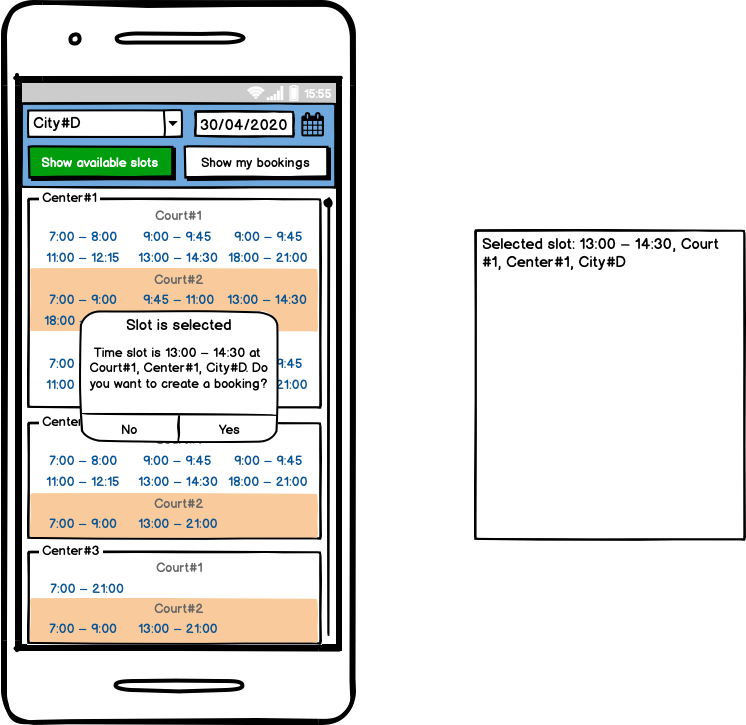 15:55
City#D
30/04/2020
Show available slots
Show my bookings
Center#1
Court#1
7:00 – 8:00 9:00 – 9:45 9:00 – 9:45
11:00 – 12:15 13:00 – 14:30 18:00 – 21:00
Court#2
7:00 – 9:00 9:45 – 11:00 13:00 – 14:30
18:00
Slot is selected
Time slot is 13:00 – 14:30 at
Court#1, Center#1, City#D. Do
you want to create a booking?
No Yes
7:00 9:45
11:00 21:00
7:00 – 8:00 9:00 – 9:45 9:00 – 9:45
11:00 – 12:15 13:00 – 14:30 18:00 – 21:00
Court#2
7:00 – 9:00 13:00 – 21:00
Center#3
Court#1
7:00 – 21:00
Court#2
7:00 – 9:00 13:00 – 21:00
Selected slot: 13:00 – 14:30, Court
#1, Center#1, City#D